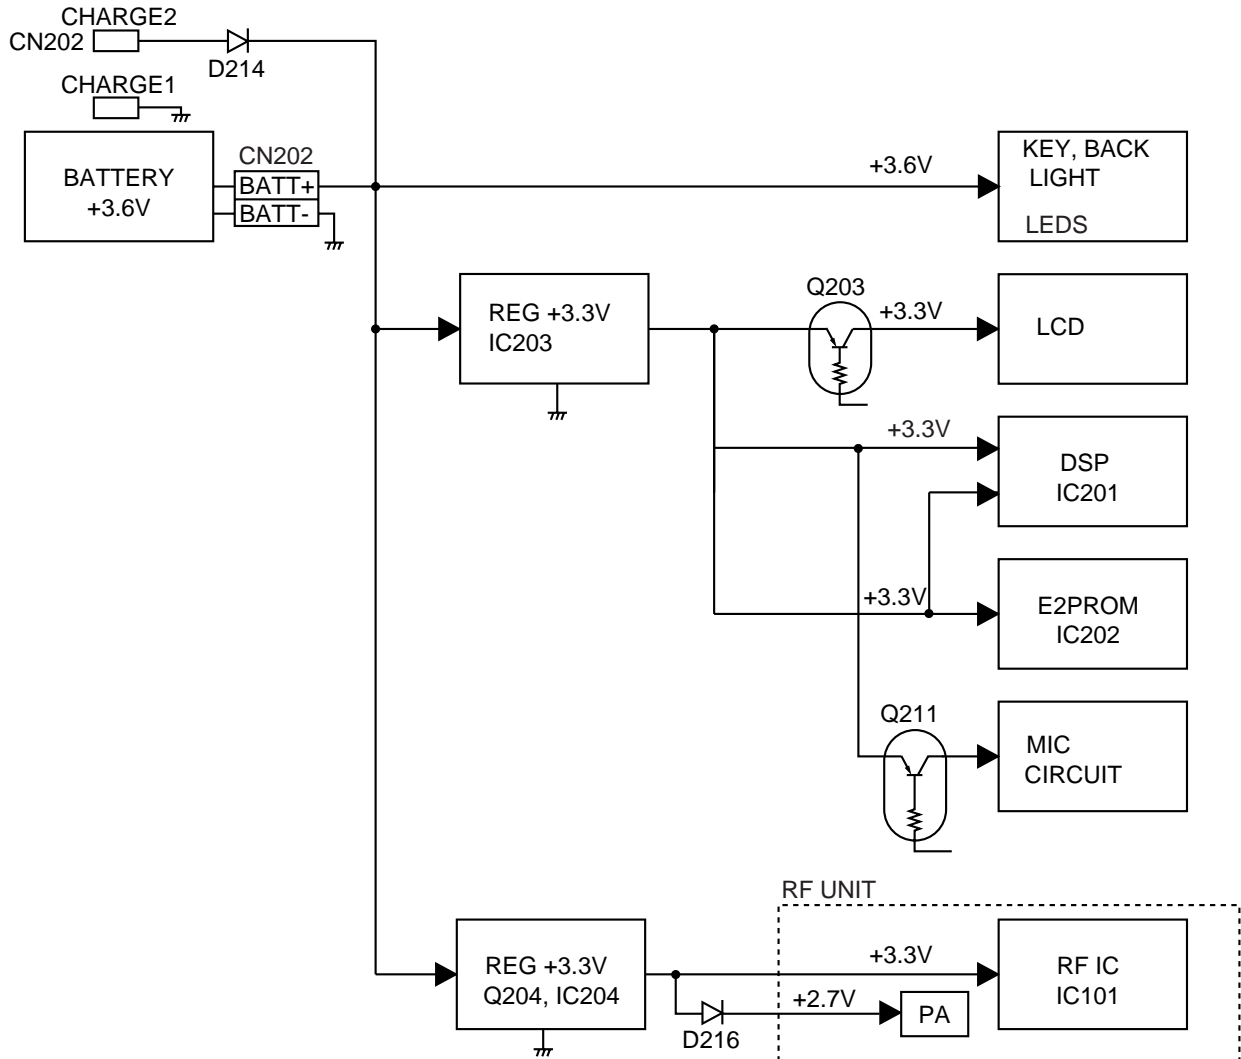 CHARGE2
CN202
D214
CHARGE1
BATTERY
+3.6V
CN202
BATT+
BATT-
+3.6V
KEY, BACK
LIGHT
LEDS
REG +3.3V
IC203
Q203
+3.3V
LCD
+3.3V
DSP
IC201
+3.3V
E2PROM
IC202
Q211
MIC
CIRCUIT
RF UNIT
REG +3.3V
Q204, IC204
+3.3V
RF IC
IC101
D216
+2.7V
PA